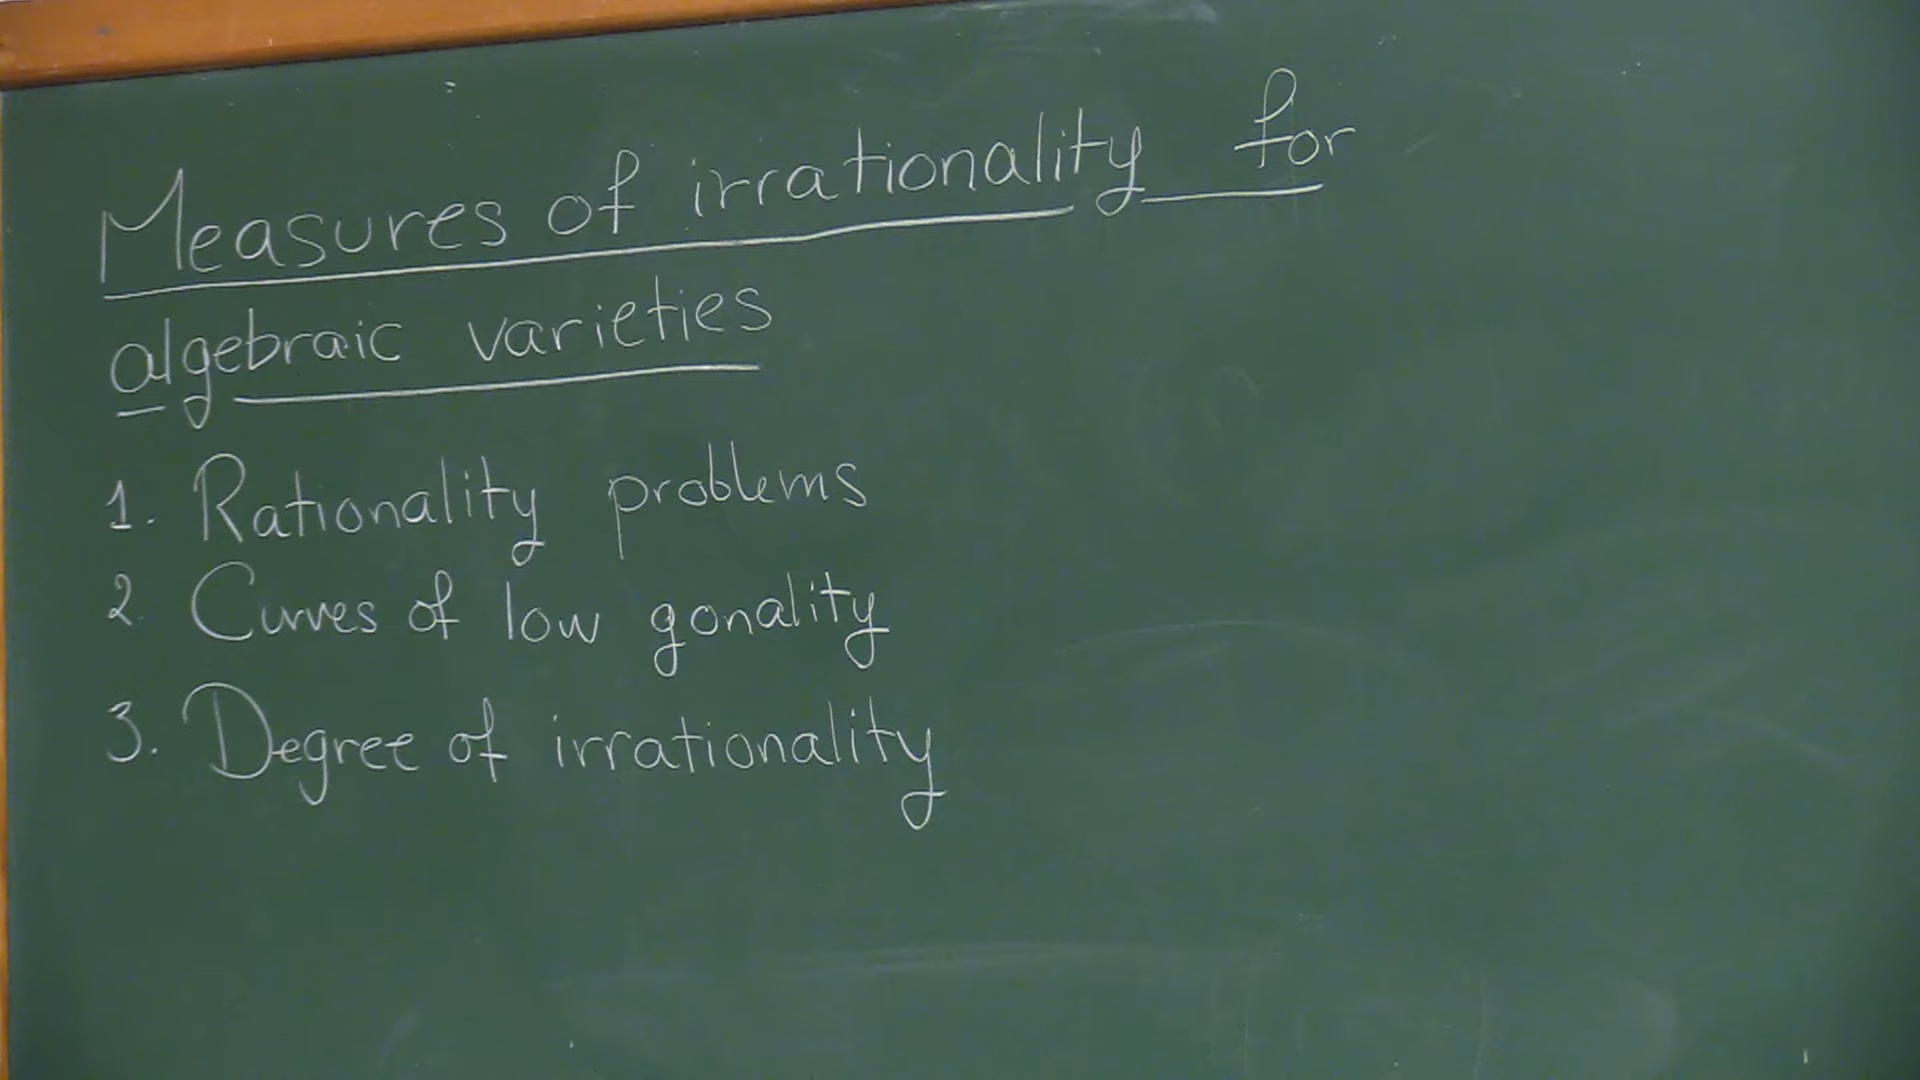 Measures of irrationality for
algebraic varieties
1. Rationality problems
2. Curves of low gonality
3. Degree of irrationality